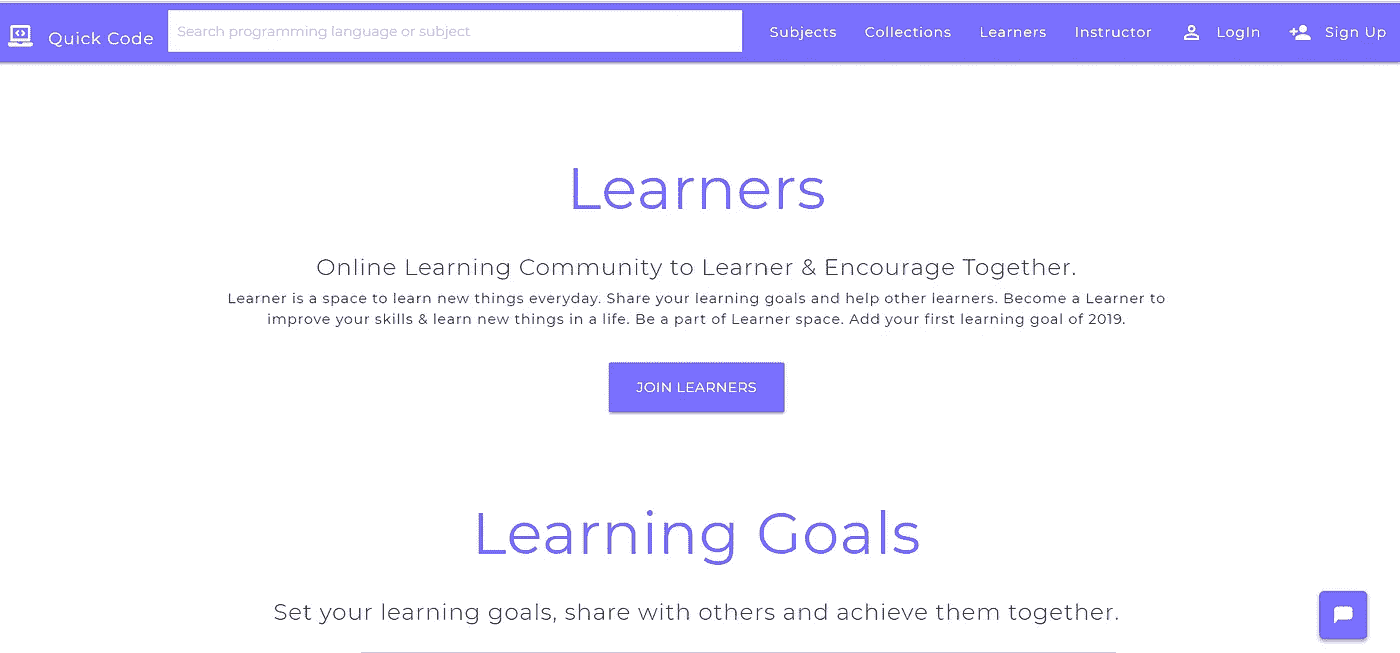 Quick Code
Search programming language or subject
Subjects
Collections
Learners
Instructor
LogIn
Sign Up
Learners
Online Learning Community to Learner & Encourage Together.
Learner is a space to learn new things everyday. Share your learning goals and help other learners. Become a Learner to
improve your skills & learn new things in a life. Be a part of Learner space. Add your first learning goal of 2019.
JOIN LEARNERS
Learning Goals
Set your learning goals, share with others and achieve them together.